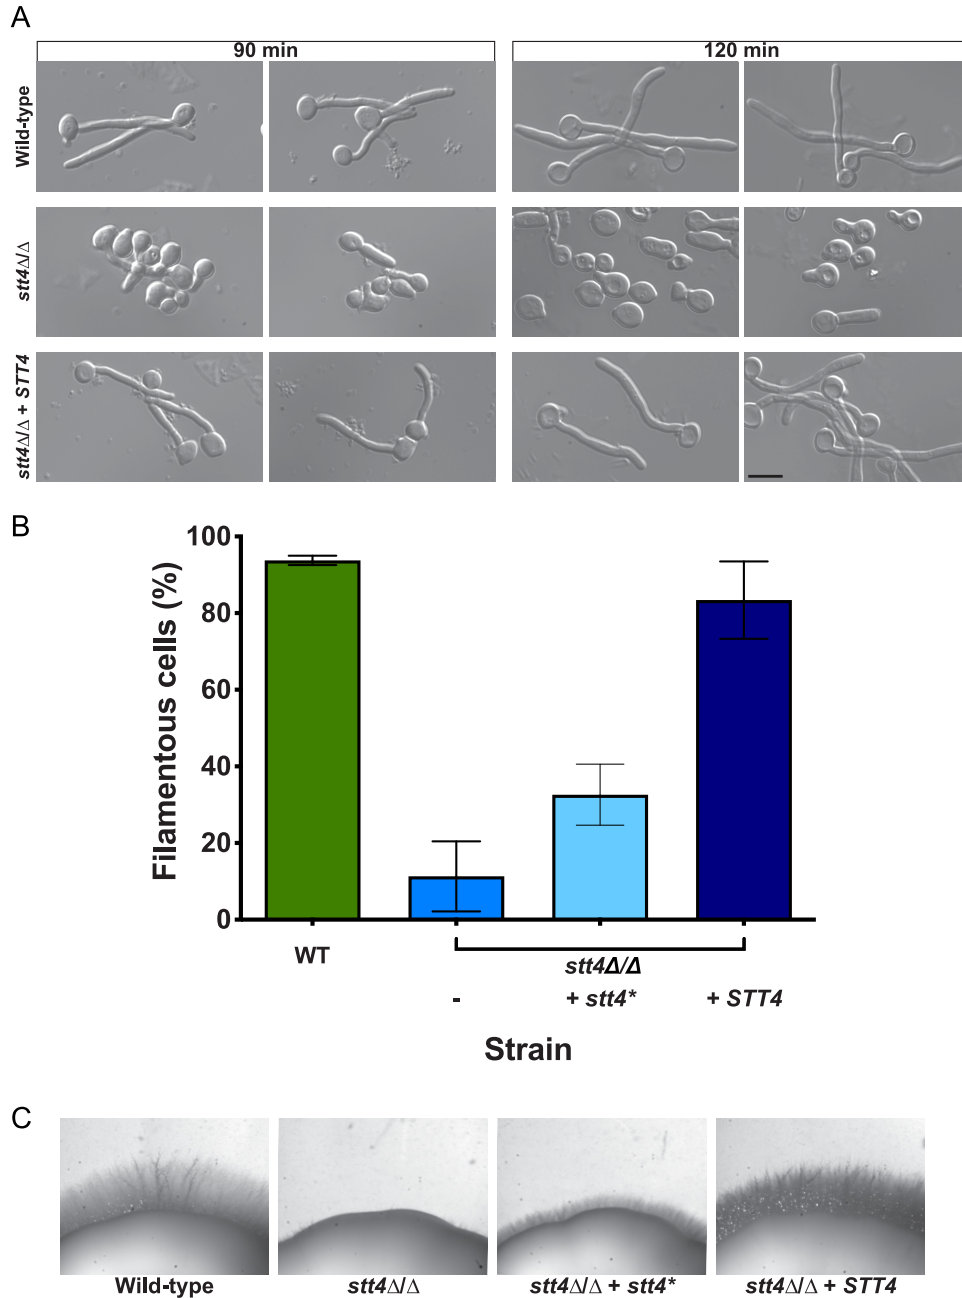 A
90 min
120 min
Wild-type
stt4Δ/Δ
stt4Δ/Δ + STT4
B
100
80
60
40
20
0
Filamentous cells (%)
WT
stt4Δ/Δ
-
+ stt4*
+ STT4
Strain
C
Wild-type
stt4Δ/Δ
stt4Δ/Δ + stt4*
stt4Δ/Δ + STT4